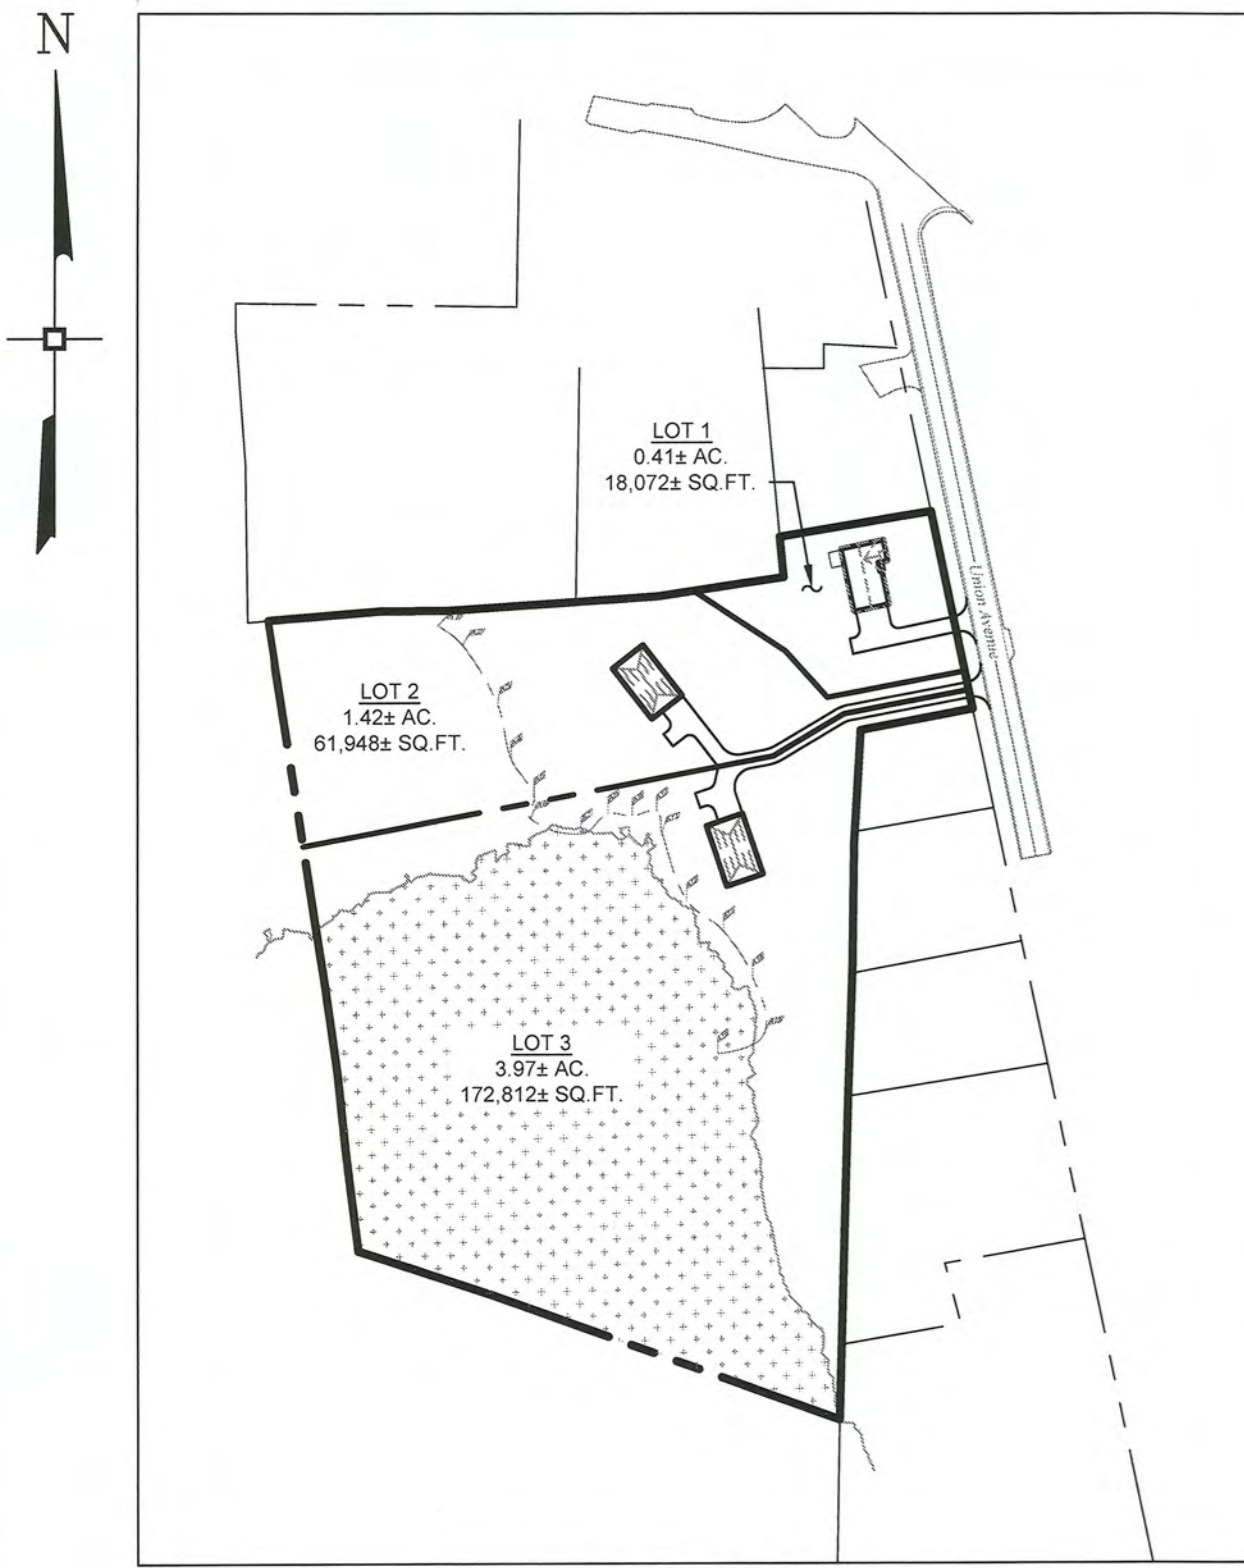 N
LOT 1
0.41± AC.
18,072± SQ.FT.
Union Avenue
LOT 2
1.42± AC.
61,948± SQ.FT.
LOT 3
3.97± AC.
172,812± SQ.FT.